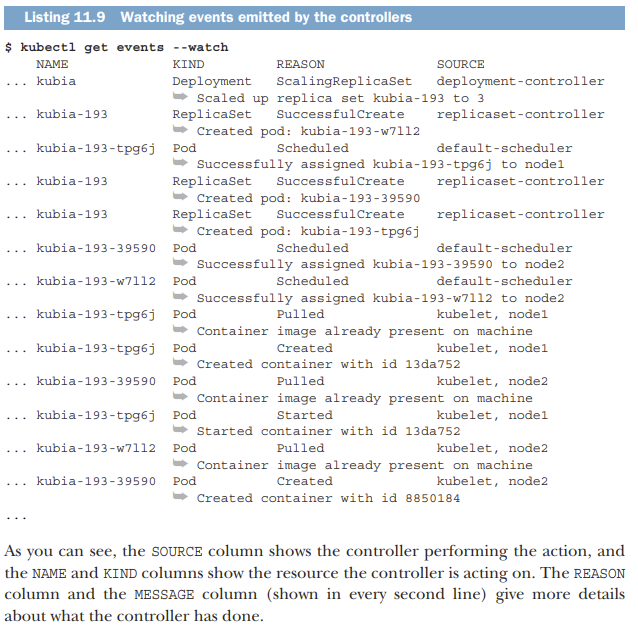 Listing 11.9 Watching events emitted by the controllers
$ kubectl get events --watch
NAME KIND REASON SOURCE
... kubia Deployment ScalingReplicaSet deployment-controller
➥ Scaled up replica set kubia-193 to 3
... kubia-193 ReplicaSet SuccessfulCreate replicaset-controller
➥ Created pod: kubia-193-w7ll2
... kubia-193-tpg6j Pod Scheduled default-scheduler
➥ Successfully assigned kubia-193-tpg6j to node1
... kubia-193 ReplicaSet SuccessfulCreate replicaset-controller
➥ Created pod: kubia-193-39590
... kubia-193 ReplicaSet SuccessfulCreate replicaset-controller
➥ Created pod: kubia-193-tpg6j
... kubia-193-39590 Pod Scheduled default-scheduler
➥ Successfully assigned kubia-193-39590 to node2
... kubia-193-w7ll2 Pod Scheduled default-scheduler
➥ Successfully assigned kubia-193-w7ll2 to node2
... kubia-193-tpg6j Pod Pulled kubelet, node1
➥ Container image already present on machine
... kubia-193-tpg6j Pod Created kubelet, node1
➥ Created container with id 13da752
... kubia-193-39590 Pod Pulled kubelet, node2
➥ Container image already present on machine
... kubia-193-tpg6j Pod Started kubelet, node1
➥ Started container with id 13da752
... kubia-193-w7ll2 Pod Pulled kubelet, node2
➥ Container image already present on machine
... kubia-193-39590 Pod Created kubelet, node2
➥ Created container with id 8850184
...
As you can see, the SOURCE column shows the controller performing the action, and
the NAME and KIND columns show the resource the controller is acting on. The REASON
column and the MESSAGE column (shown in every second line) give more details
about what the controller has done.